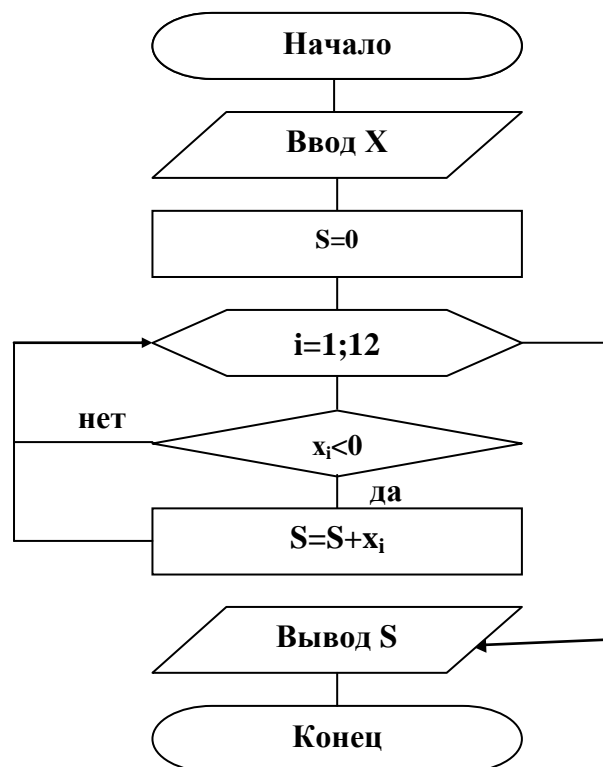 Начало
Ввод X
S=0
i=1;12
нет
xᵢ<0
да
S=S+xᵢ
Вывод S
Конец